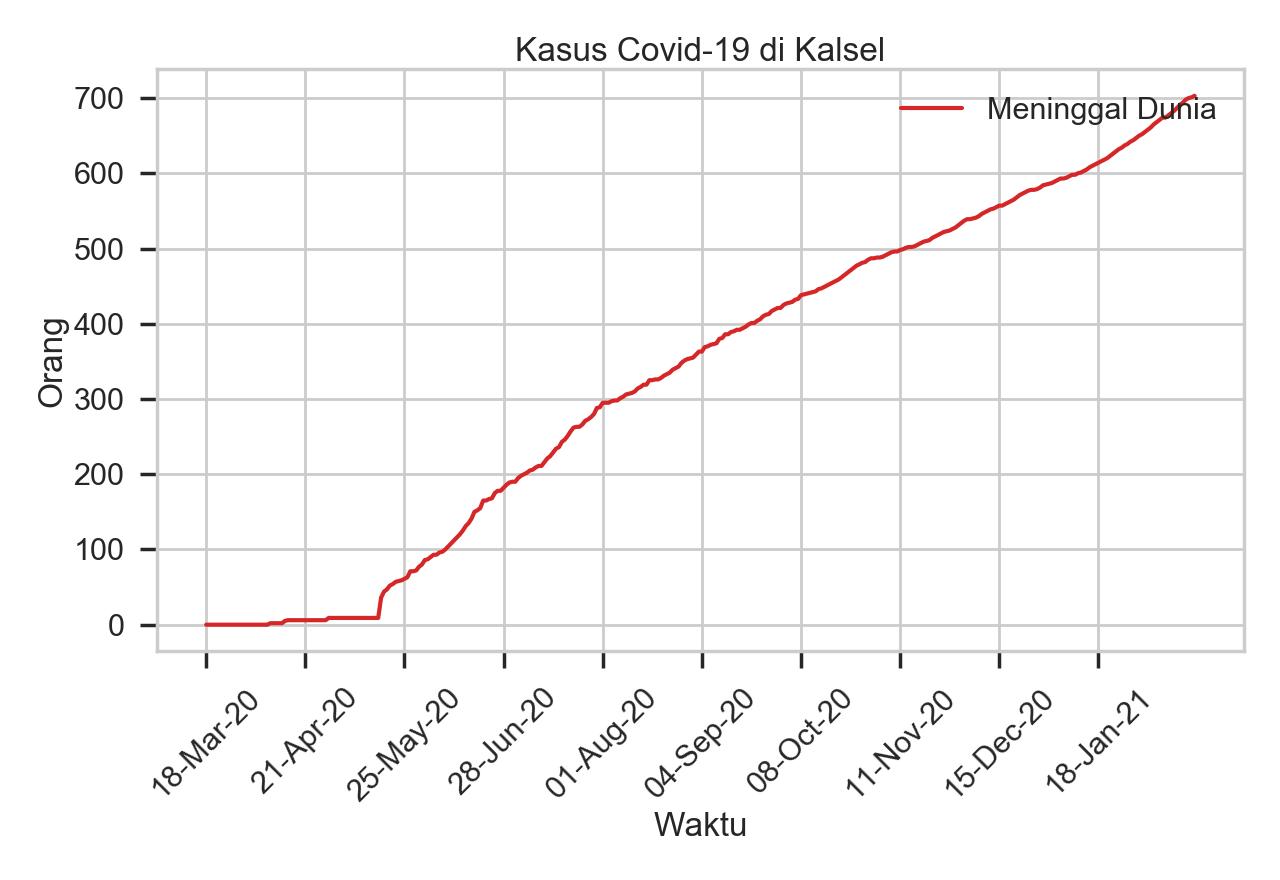 Kasus Covid-19 di Kalsel
Meninggal Dunia
700
600
500
400
300
200
100
0
Orang
18-Mar-20
21-Apr-20
25-May-20
28-Jun-20
01-Aug-20
04-Sep-20
08-Oct-20
11-Nov-20
15-Dec-20
18-Jan-21
Waktu